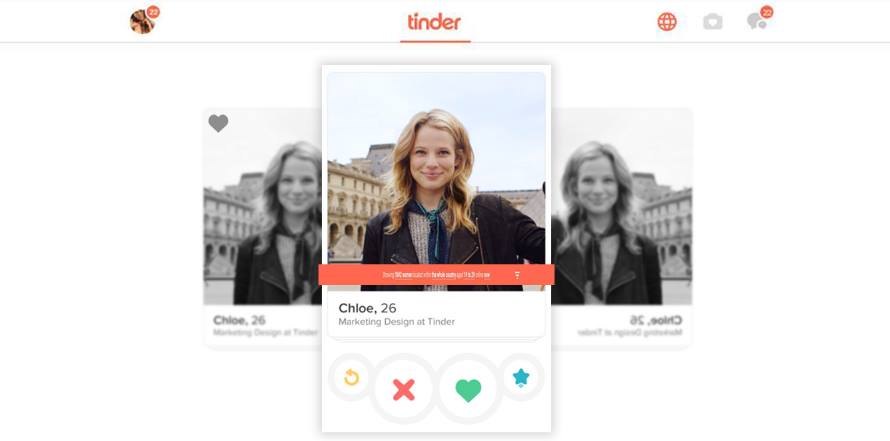 22
tinder
22
Chloe, 26
Marketing Design at Tinder
Chloe, 26
Marketing Design at Tinder
Chloe, 26
Marketing Design at Tinder